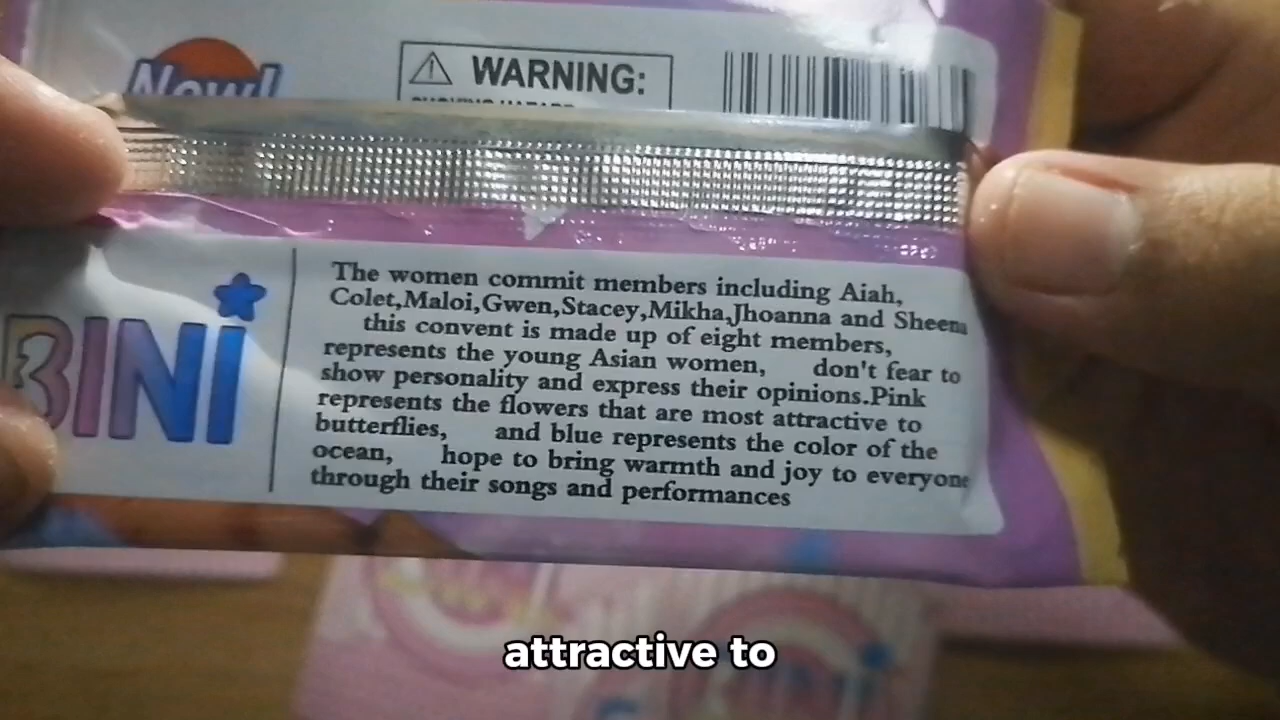 New!
WARNING:
BINI
The women commit members including Aiah,
Colet,Maloi,Gwen,Stacey,Mikha,Jhoanna and Sheena
this convent is made up of eight members,
represents the young Asian women, don't fear to
show personality and express their opinions.Pink
represents the flowers that are most attractive to
butterflies, and blue represents the color of the
ocean, hope to bring warmth and joy to everyone
through their songs and performances
attractive to